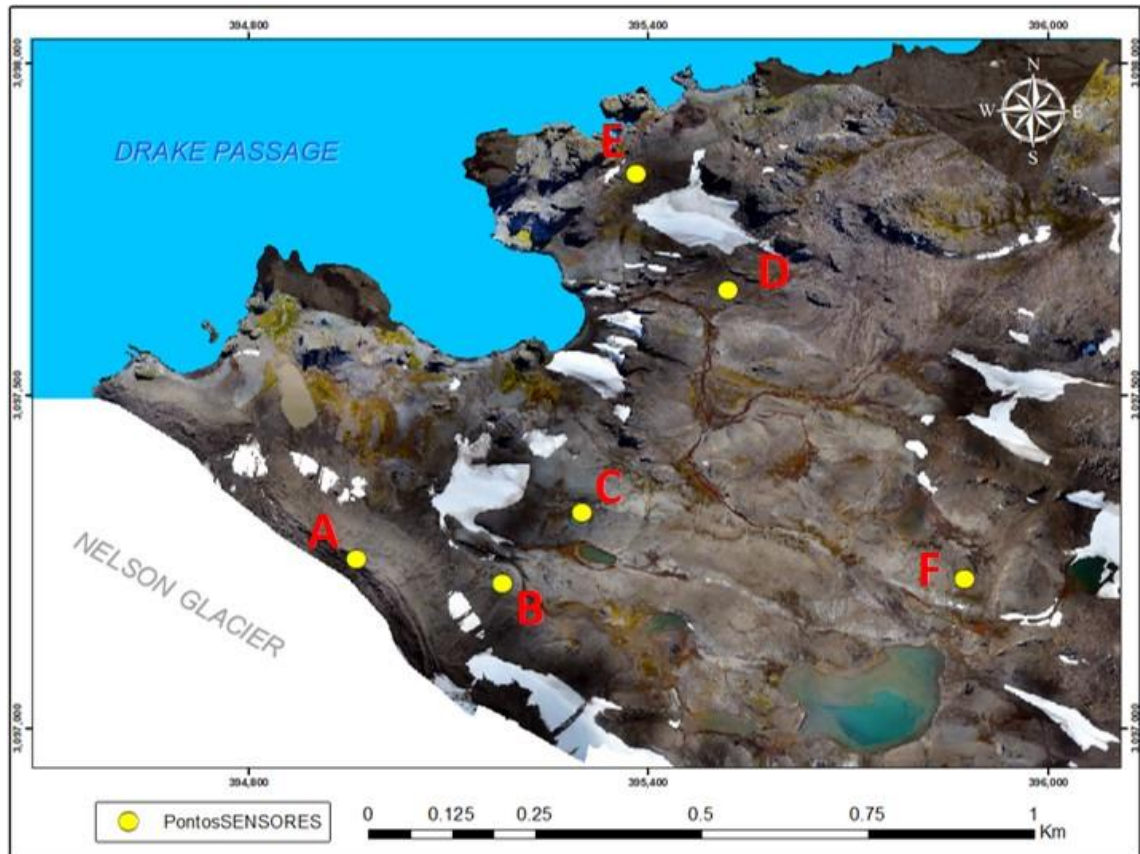 394,800
395,400
396,000
N
W
E
S
DRAKE PASSAGE
E
D
C
A
B
F
NELSON GLACIER
394,800
395,400
396,000
PontosSENSORES
0
0.125
0.25
0.5
0.75
1
Km